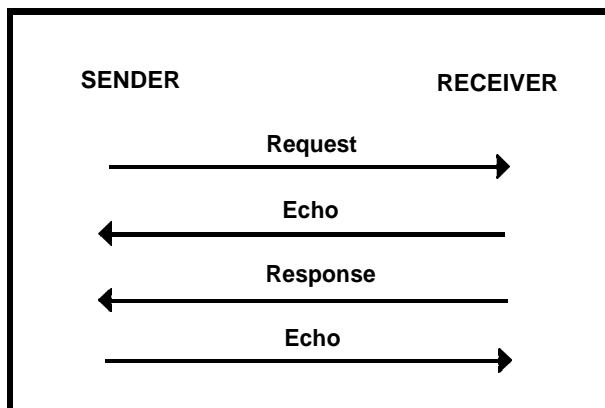 SENDER
RECEIVER
Request
Echo
Response
Echo